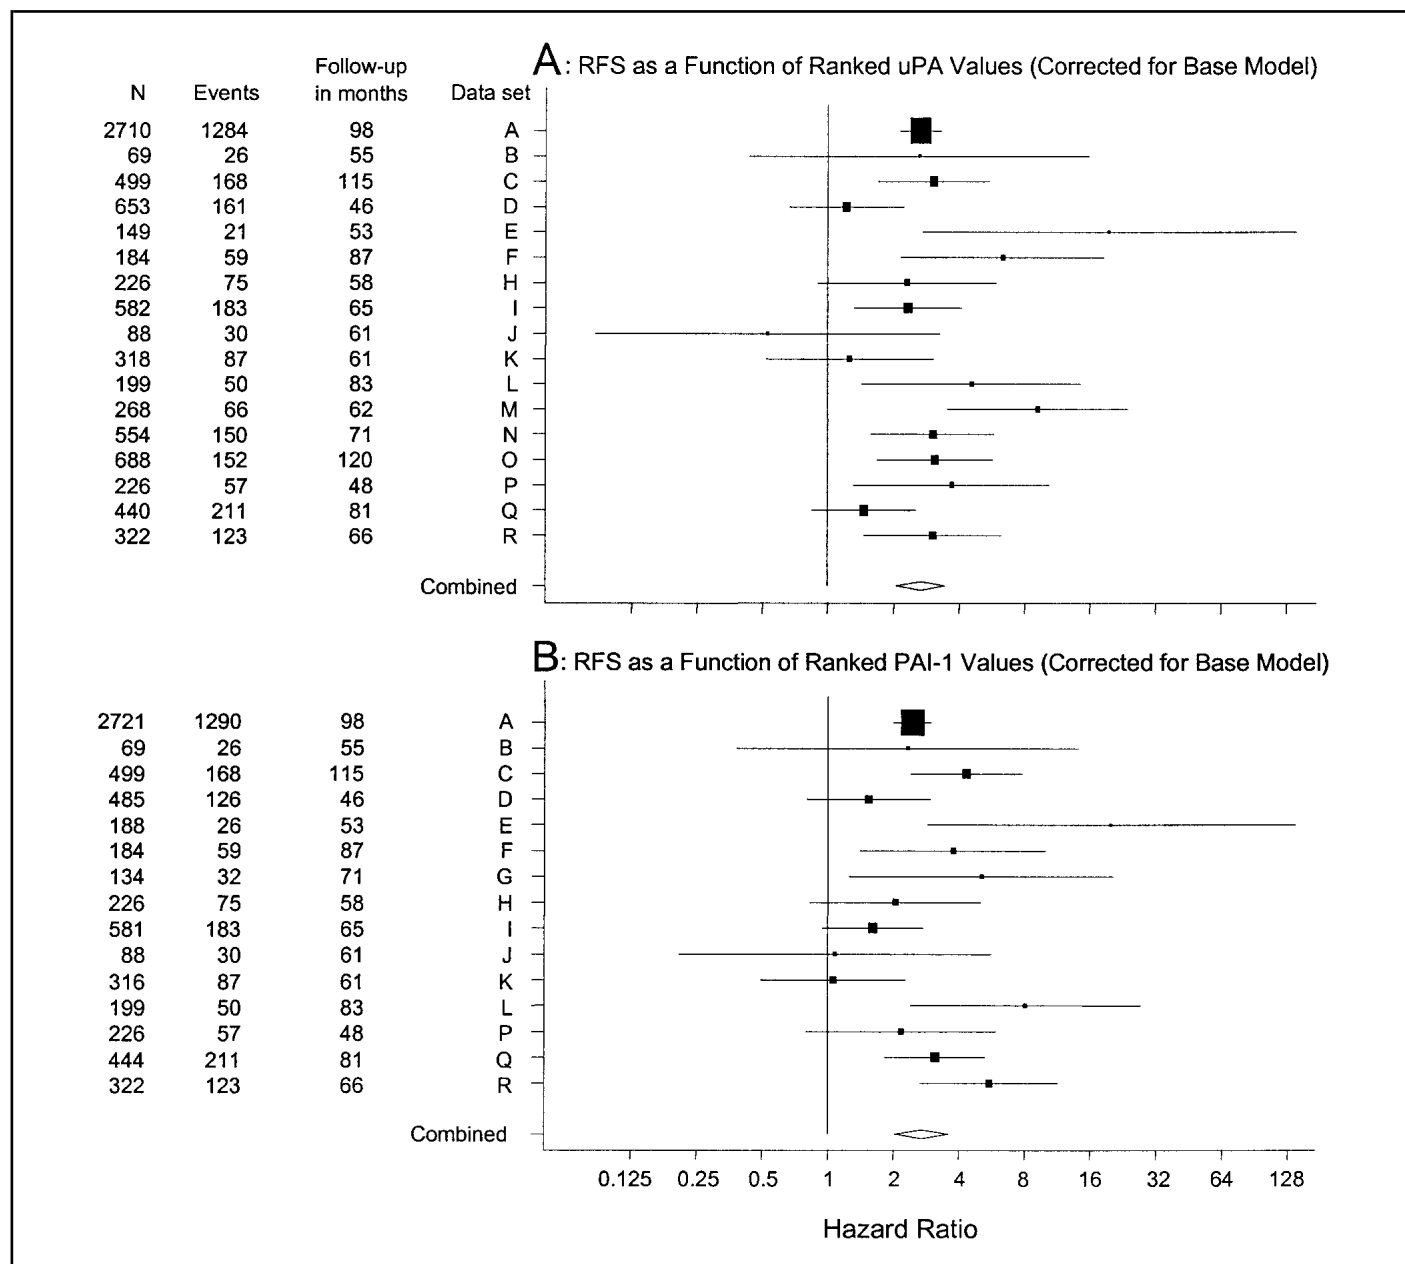 A: RFS as a Function of Ranked uPA Values (Corrected for Base Model)
N Events Follow-up in months Data set
2710 1284 98 A
69 26 55 B
499 168 115 C
653 161 46 D
149 21 53 E
184 59 87 F
226 75 58 H
582 183 65 I
88 30 61 J
318 87 61 K
199 50 83 L
268 66 62 M
554 150 71 N
688 152 120 O
226 57 48 P
440 211 81 Q
322 123 66 R
Combined
B: RFS as a Function of Ranked PAI-1 Values (Corrected for Base Model)
2721 1290 98 A
69 26 55 B
499 168 115 C
485 126 46 D
188 26 53 E
184 59 87 F
134 32 71 G
226 75 58 H
581 183 65 I
88 30 61 J
316 87 61 K
199 50 83 L
226 57 48 P
444 211 81 Q
322 123 66 R
Combined
0.125 0.25 0.5 1 2 4 8 16 32 64 128
Hazard Ratio